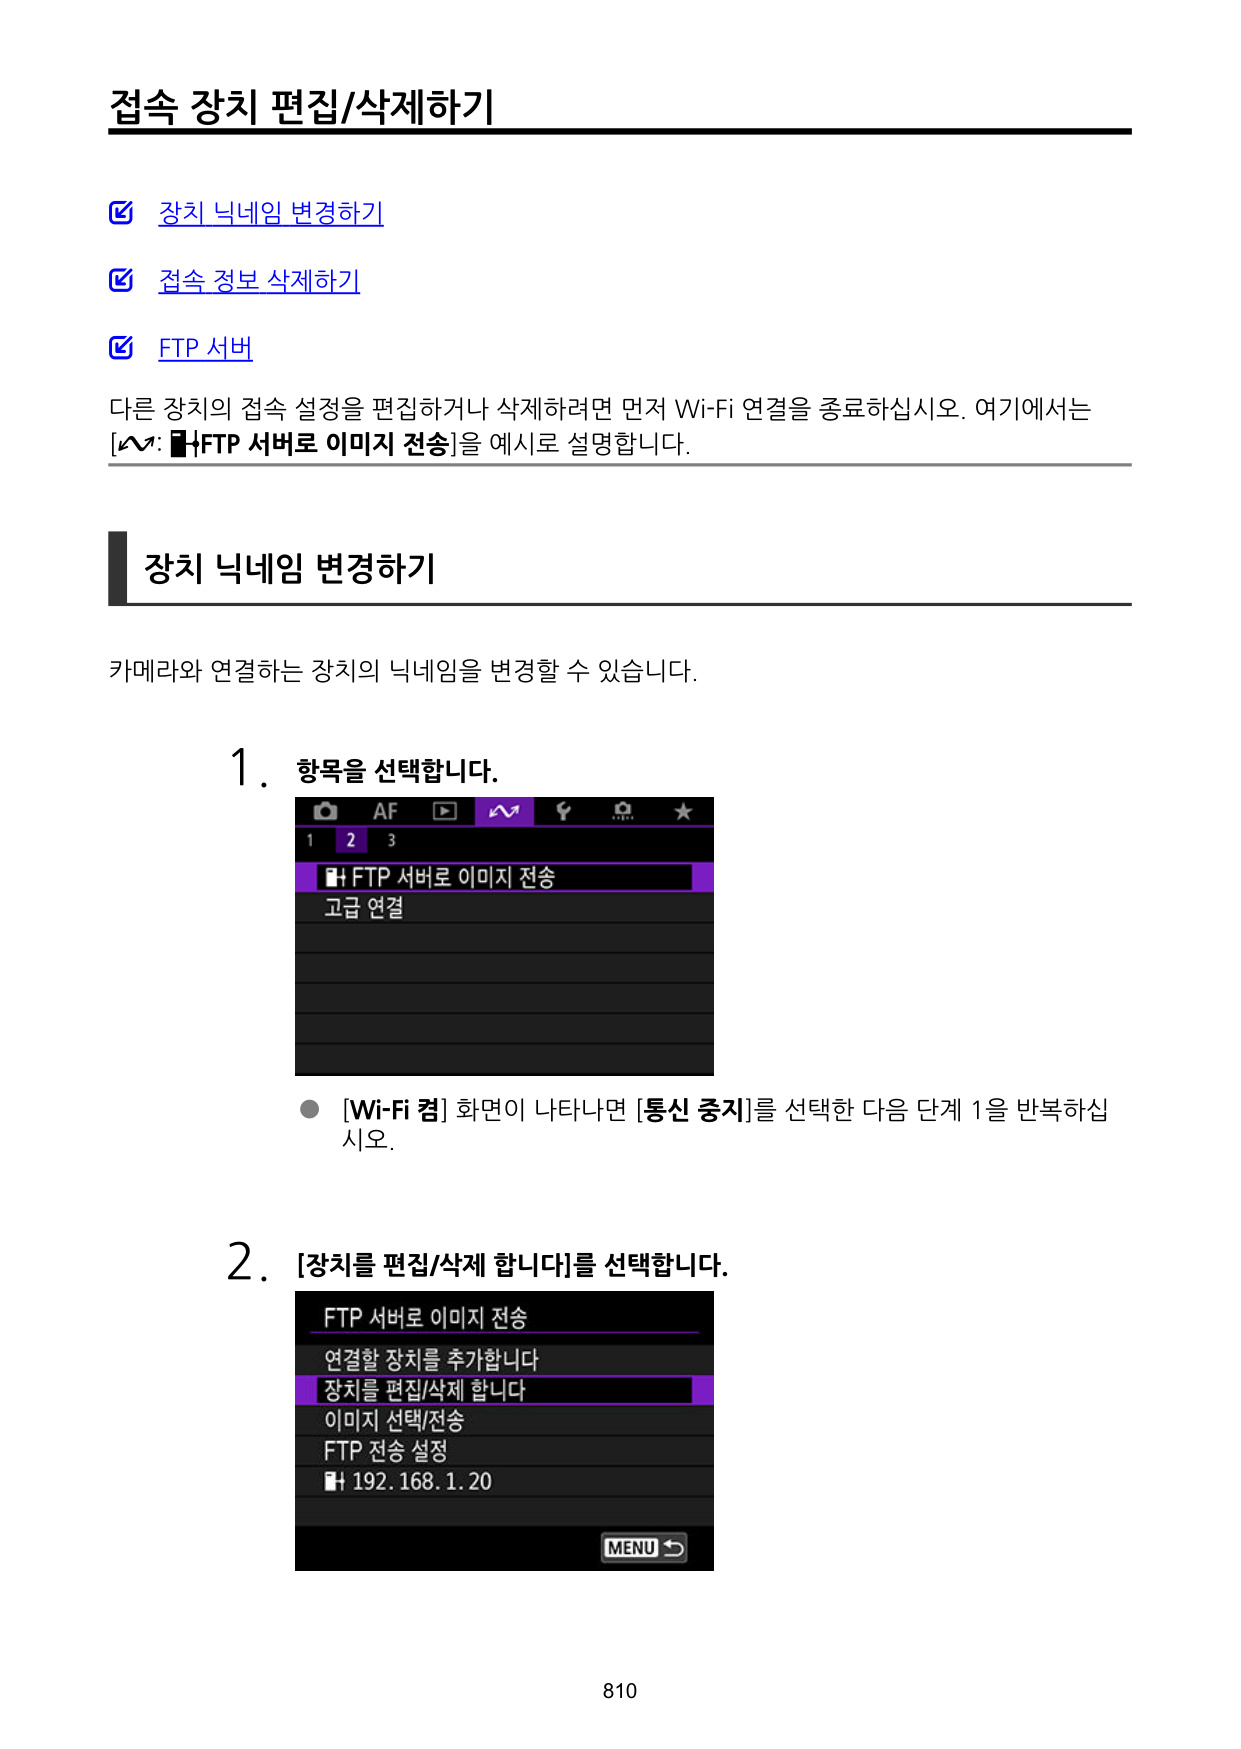 접속 장치 편집/삭제하기
장치 닉네임 변경하기
접속 정보 삭제하기
FTP 서버
다른 장치의 접속 설정을 편집하거나 삭제하려면 먼저 Wi-Fi 연결을 종료하십시오. 여기에서는
[: FTP 서버로 이미지 전송]을 예시로 설명합니다.
장치 닉네임 변경하기
카메라와 연결하는 장치의 닉네임을 변경할 수 있습니다.
1. 항목을 선택합니다.
AF
1 2 3
FTP 서버로 이미지 전송
고급 연결
● [Wi-Fi 켬] 화면이 나타나면 [통신 중지]를 선택한 다음 단계 1을 반복하십
시오.
2. [장치를 편집/삭제 합니다]를 선택합니다.
FTP 서버로 이미지 전송
연결할 장치를 추가합니다
장치를 편집/삭제 합니다
이미지 선택/전송
FTP 전송 설정
192.168.1.20
MENU
810